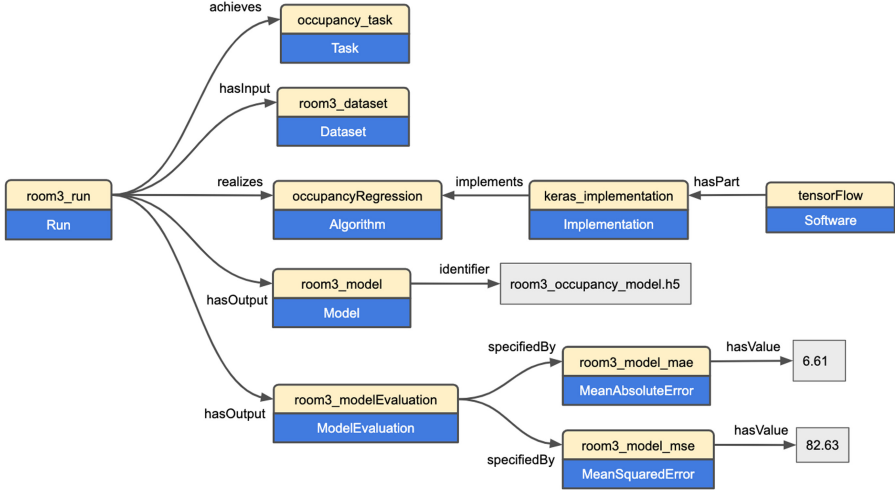 achieves
occupancy_task
Task
hasInput
room3_dataset
Dataset
room3_run
Run
realizes
occupancyRegression
Algorithm
implements
keras_implementation
Implementation
hasPart
tensorFlow
Software
hasOutput
room3_model
Model
identifier
room3_occupancy_model.h5
hasOutput
room3_modelEvaluation
ModelEvaluation
specifiedBy
room3_model_mae
MeanAbsoluteError
hasValue
6.61
specifiedBy
room3_model_mse
MeanSquaredError
hasValue
82.63